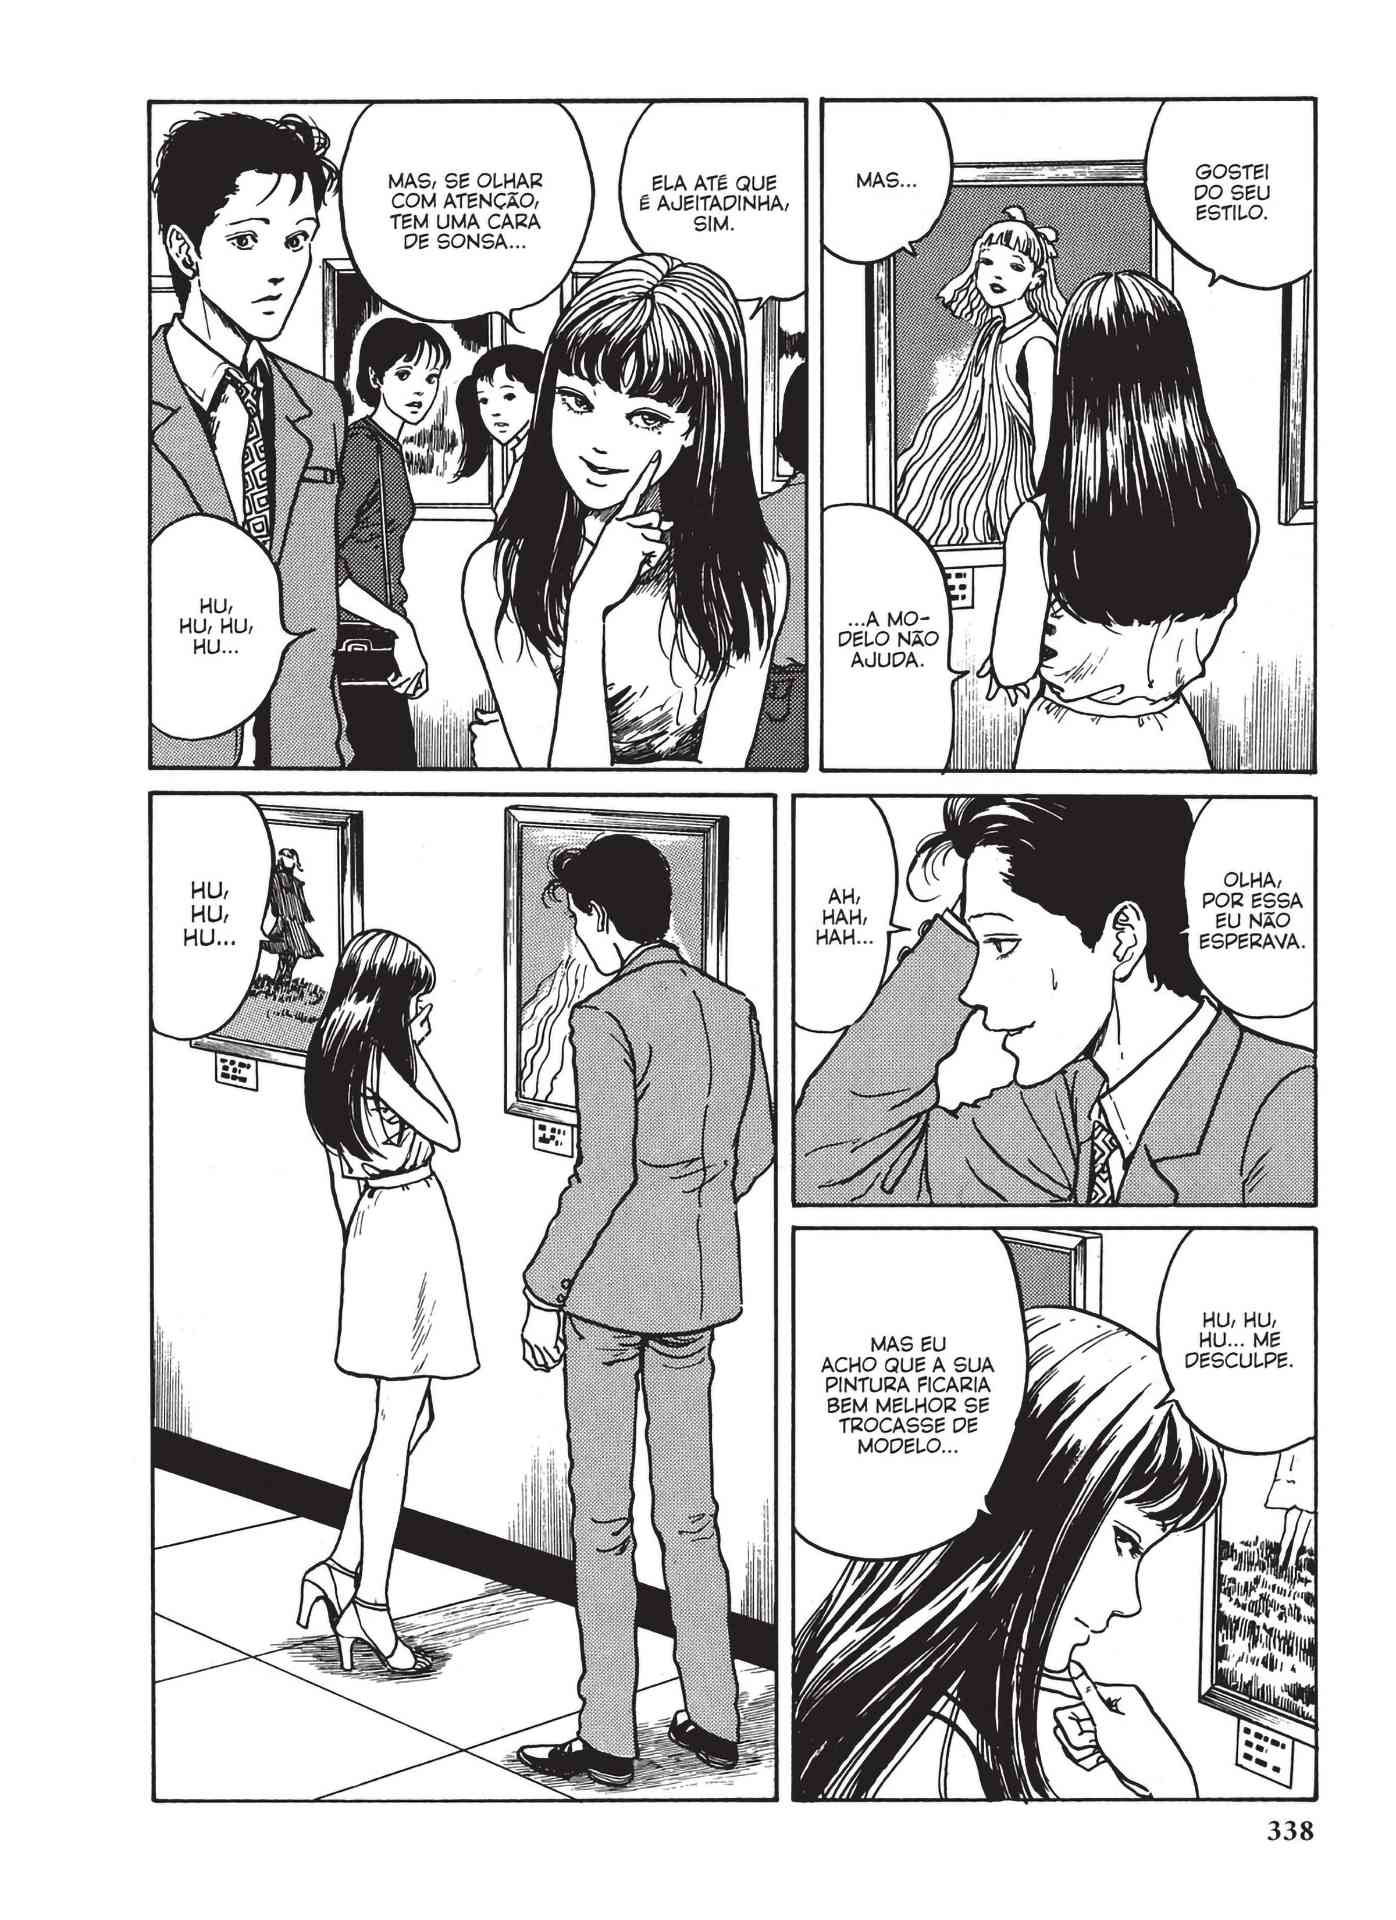 GOSTEI
DO SEU
ESTILO.
MAS...
...A MO-
DELO NÃO
AJUDA.
ELA ATÉ QUE
É AJEITADINHA,
SIM.
MAS, SE OLHAR
COM ATENÇÃO,
TEM UMA CARA
DE SONSA...
HU,
HU, HU,
HU...
OLHA,
POR ESSA
EU NÃO
ESPERAVA.
AH,
HAH,
HAH...
HU, HU,
HU... ME
DESCULPE.
MAS EU
ACHO QUE A SUA
PINTURA FICARIA
BEM MELHOR SE
TROCASSE DE
MODELO...
HU,
HU,
HU...
338